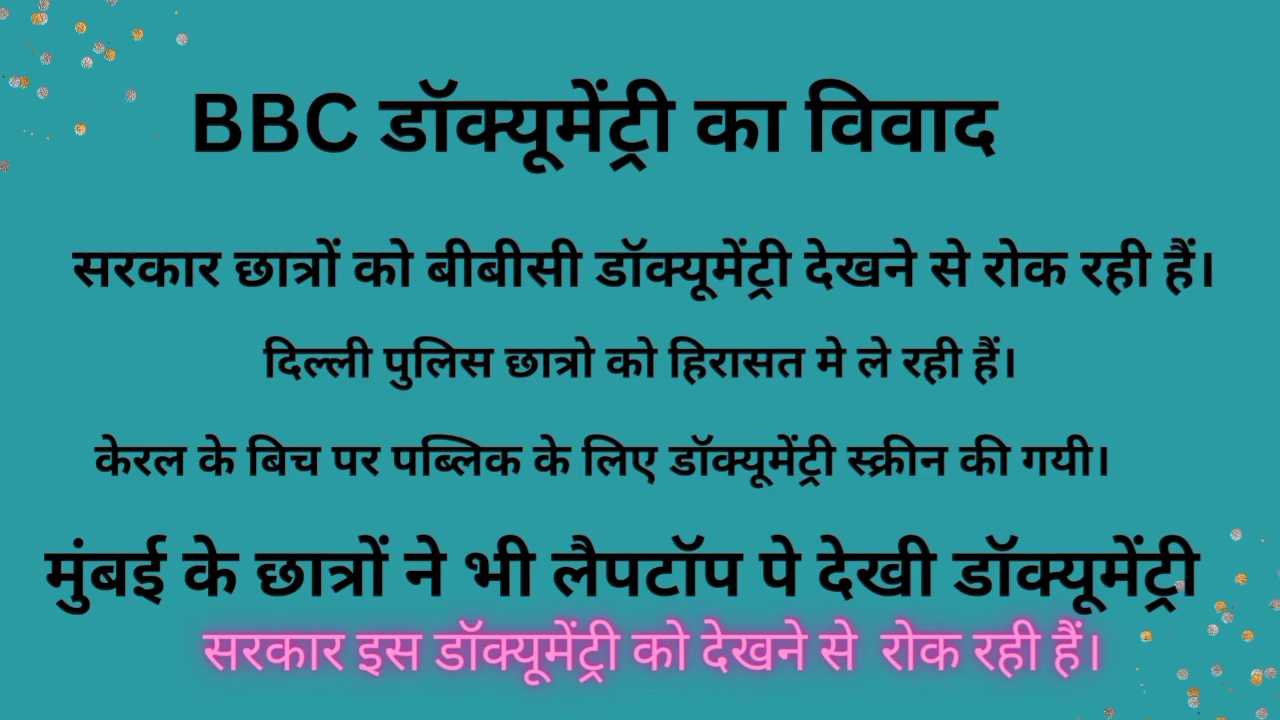 BBC डॉक्यूमेंट्री का विवाद
सरकार छात्रों को बीबीसी डॉक्यूमेंट्री देखने से रोक रही हैं।
दिल्ली पुलिस छात्रो को हिरासत मे ले रही हैं।
केरल के बिच पर पब्लिक के लिए डॉक्यूमेंट्री स्क्रीन की गयी।
मुंबई के छात्रों ने भी लैपटॉप पे देखी डॉक्यूमेंट्री
सरकार इस डॉक्यूमेंट्री को देखने से रोक रही हैं।